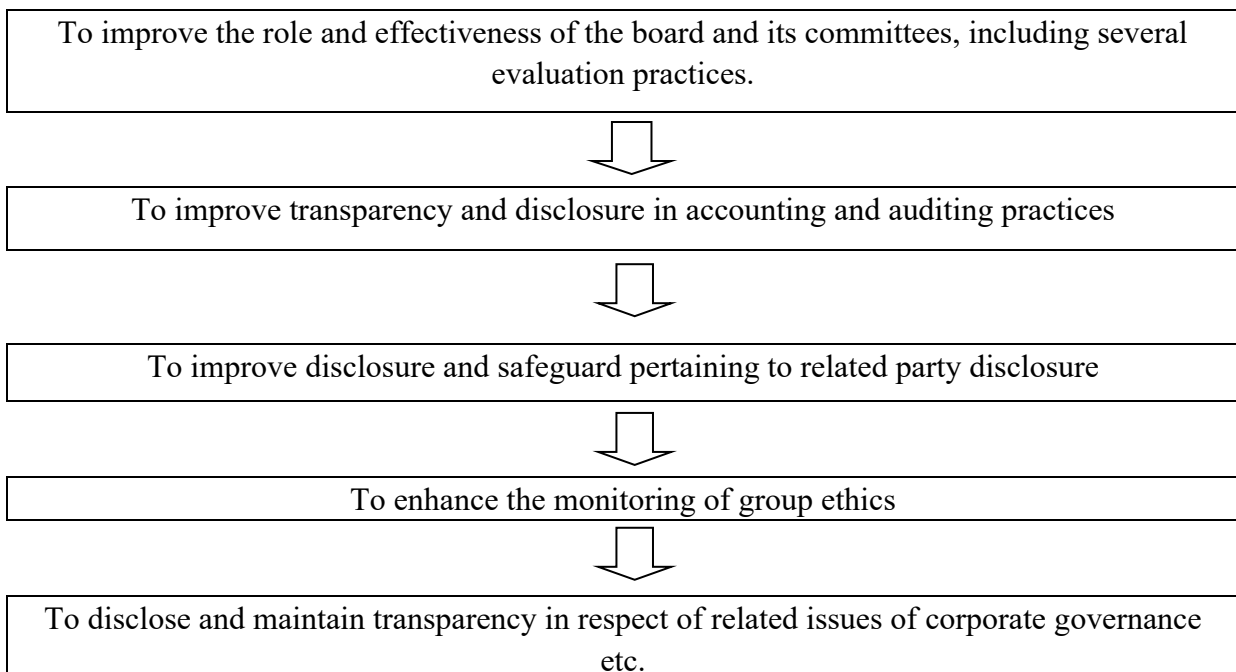 To improve the role and effectiveness of the board and its committees, including several
evaluation practices.
To improve transparency and disclosure in accounting and auditing practices
To improve disclosure and safeguard pertaining to related party disclosure
To enhance the monitoring of group ethics
To disclose and maintain transparency in respect of related issues of corporate governance
etc.